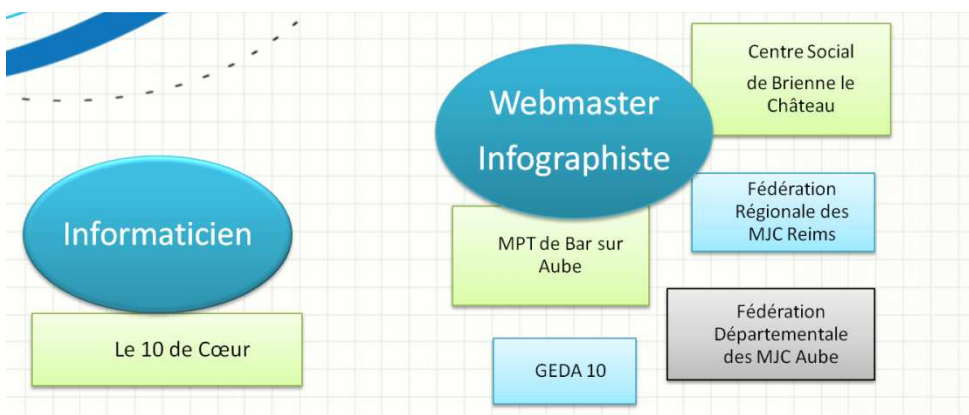 Informaticien
Le 10 de Cœur
Webmaster
Infographiste
Centre Social
de Brienne le
Château
Fédération
Régionale des
MJC Reims
MPT de Bar sur
Aube
Fédération
Départementale
des MJC Aube
GEDA 10